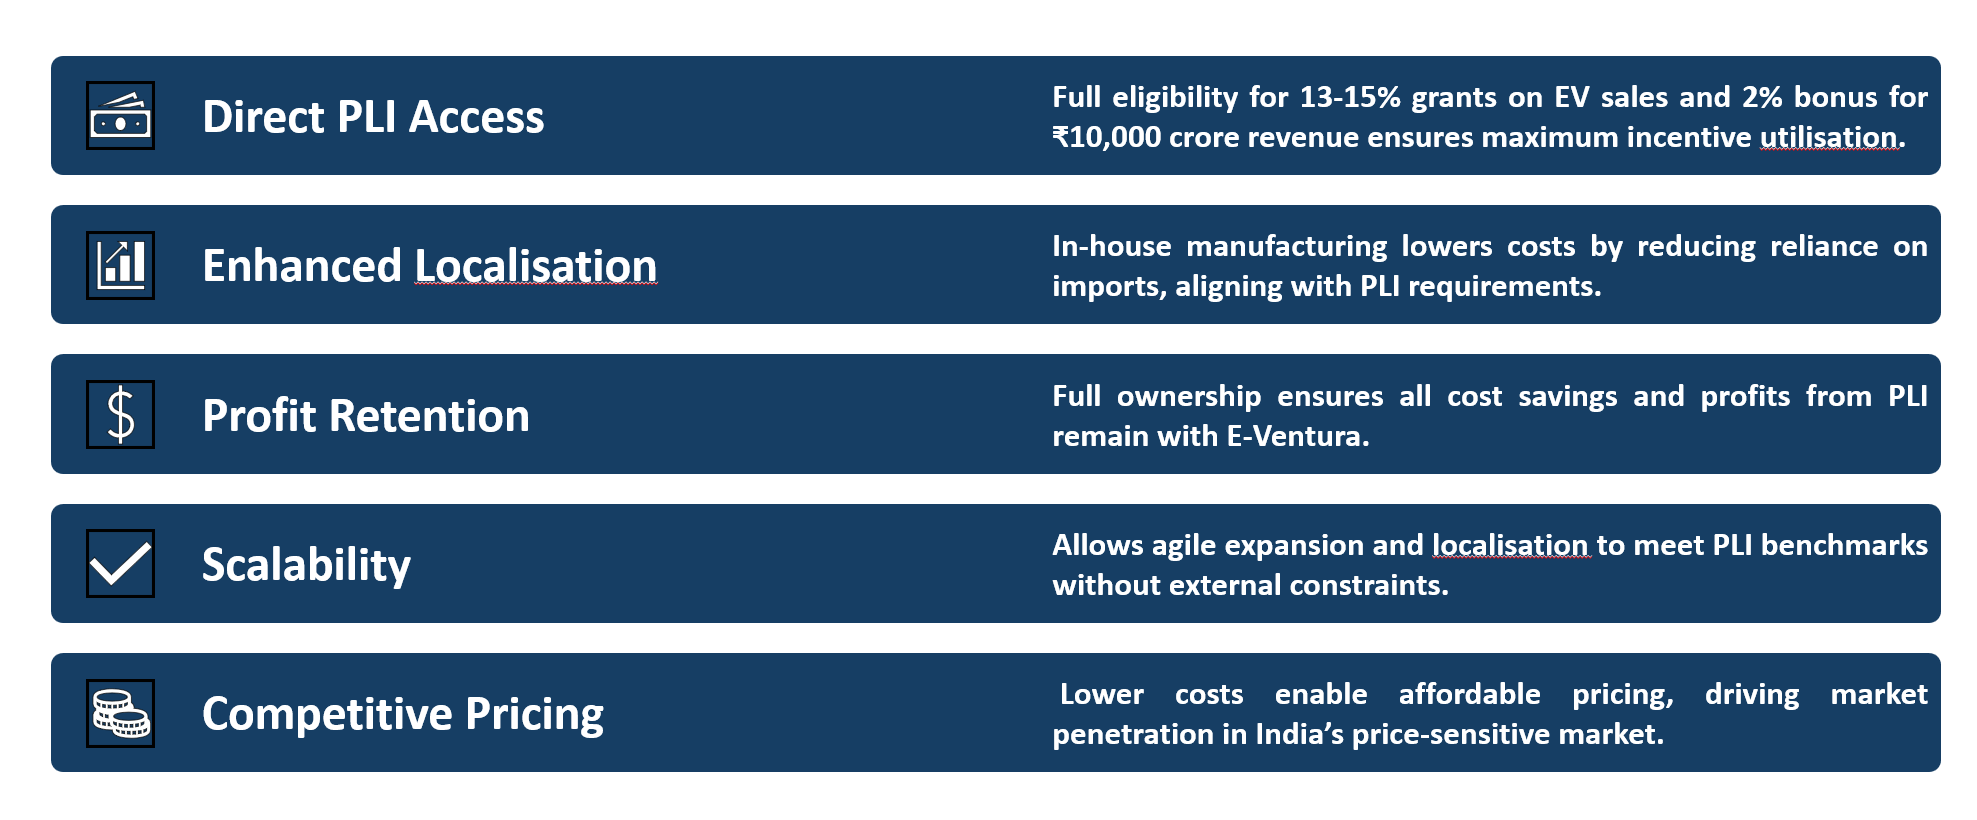 Direct PLI Access
Full eligibility for 13-15% grants on EV sales and 2% bonus for
₹10,000 crore revenue ensures maximum incentive utilisation.
Enhanced Localisation
In-house manufacturing lowers costs by reducing reliance on
imports, aligning with PLI requirements.
Profit Retention
Full ownership ensures all cost savings and profits from PLI
remain with E-Ventura.
Scalability
Allows agile expansion and localisation to meet PLI benchmarks
without external constraints.
Competitive Pricing
Lower costs enable affordable pricing, driving market
penetration in India’s price-sensitive market.